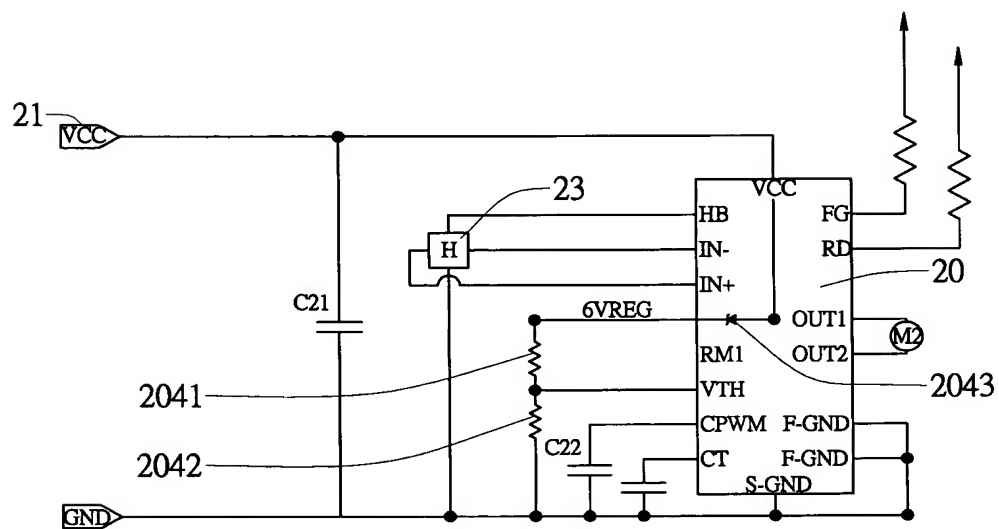 21
VCC
VCC
23
HB
FG
H
IN-
RD
IN+
20
C21
6VREG
OUT1
M2
RM1
OUT2
2041
VTH
2043
CPWM
F-GND
2042
C22
CT
F-GND
S-GND
GND